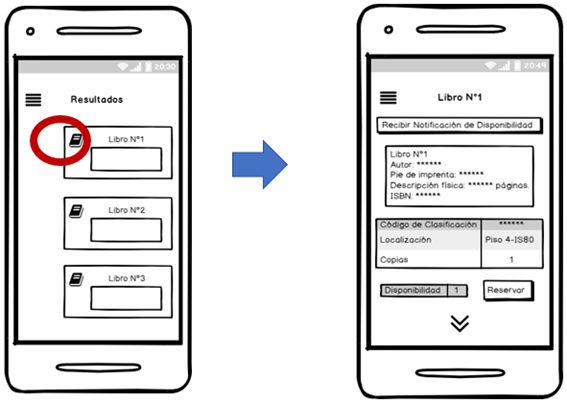 20:30
Resultados
Libro N°1
Libro N°2
Libro N°3
20:49
Libro N°1
Recibir Notificación de Disponibilidad
Libro N°1
Autor: ******
Pie de imprenta: ******
Descripción física: ****** páginas.
ISBN: ******
Código de Clasificación ******
Localización Piso 4-IS80
Copias 1
Disponibilidad 1 Reservar